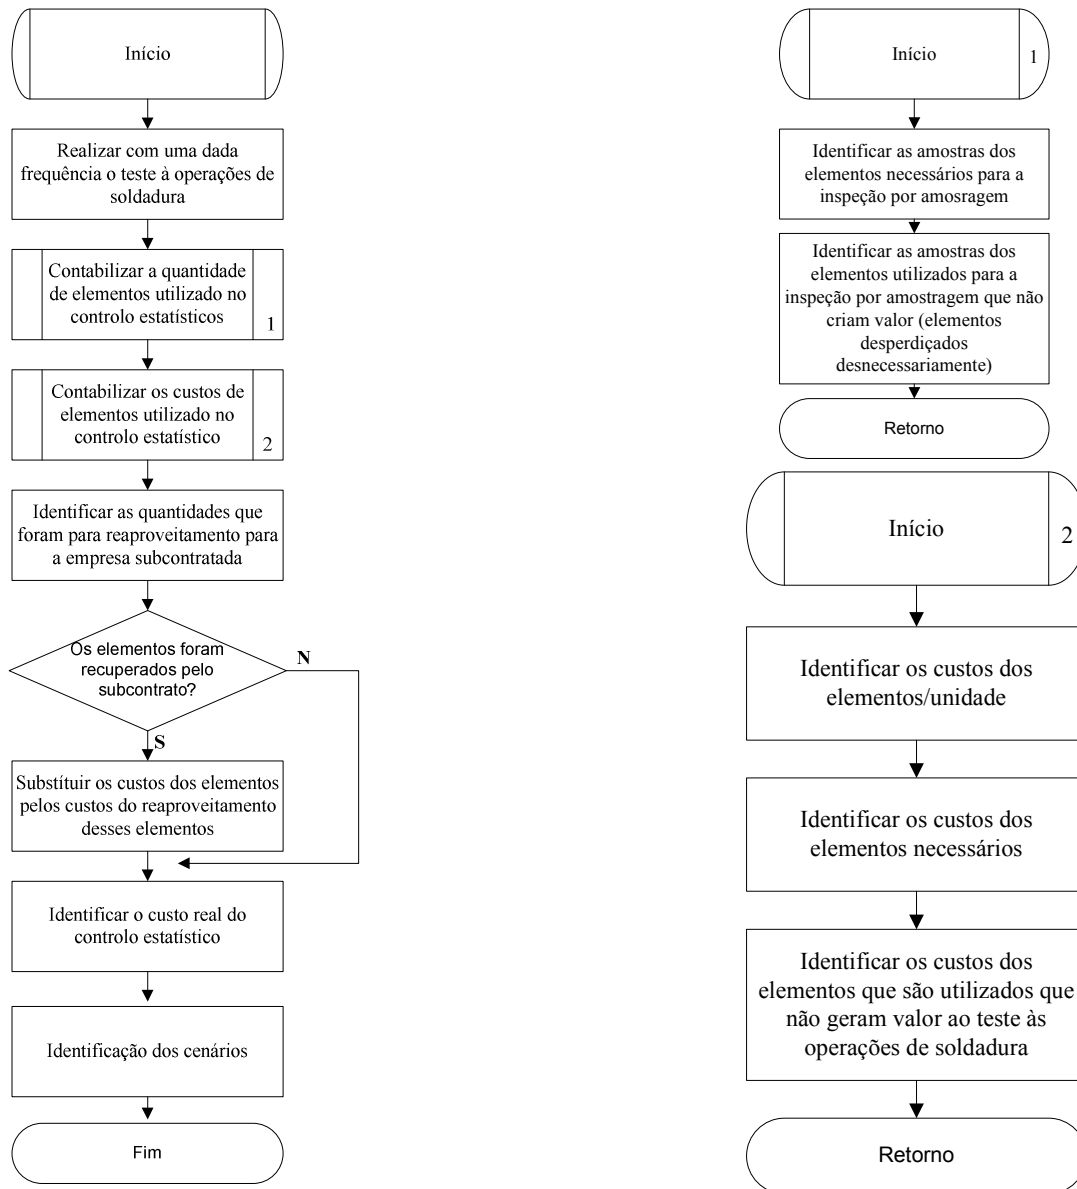 Início
Realizar com uma dada
frequência o teste à operações de
soldadura
Contabilizar a quantidade
de elementos utilizado no
controlo estatísticos
1
Contabilizar os custos de
elementos utilizado no
controlo estatístico
2
Identificar as quantidades que
foram para reaproveitamento para
a empresa subcontratada
Os elementos foram
recuperados pelo
subcontrato?
N
S
Substítuir os custos dos elementos
pelos custos do reaproveitamento
desses elementos
Identificar o custo real do
controlo estatístico
Identificação dos cenários
Fim
Início
1
Identificar as amostras dos
elementos necessários para a
inspeção por amosragem
Identificar as amostras dos
elementos utilizados para a
inspeção por amostragem que não
criam valor (elementos
desperdiçados
desnecessariamente)
Retorno
Início
2
Identificar os custos dos
elementos/unidade
Identificar os custos dos
elementos necessários
Identificar os custos dos
elementos que são utilizados que
não geram valor ao teste às
operações de soldadura
Retorno